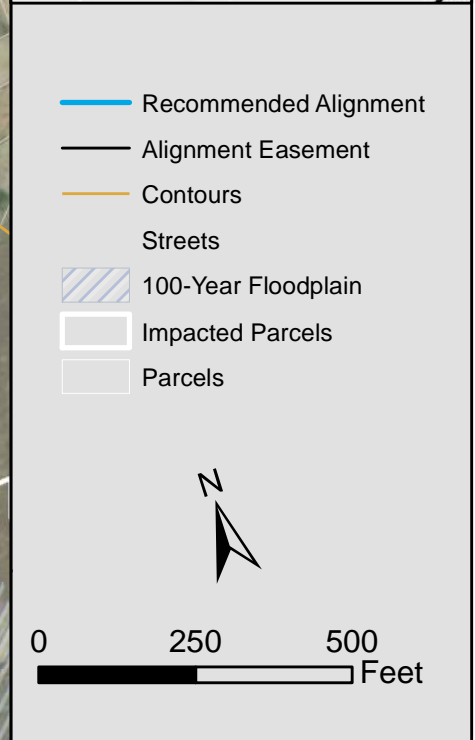 Recommended Alignment
Alignment Easement
Contours
Streets
100-Year Floodplain
Impacted Parcels
Parcels
N
0 250 500
Feet